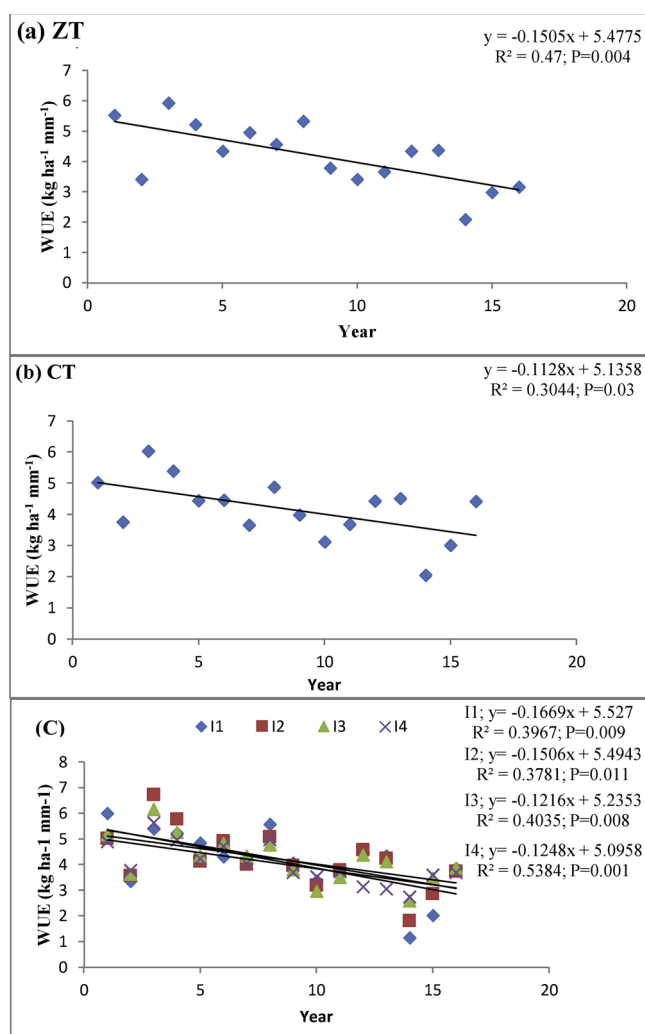 (a) ZT
y = -0.1505x + 5.4775
R² = 0.47; P=0.004
WUE (kg ha⁻¹ mm⁻¹)
7
6
5
4
3
2
1
0
0 5 10 15 20
Year
(b) CT
y = -0.1128x + 5.1358
R² = 0.3044; P=0.03
WUE (kg ha⁻¹ mm⁻¹)
7
6
5
4
3
2
1
0
0 5 10 15 20
Year
(C)
I1 I2 I3 I4
I1; y= -0.1669x + 5.527
R² = 0.3967; P=0.009
I2; y= -0.1506x + 5.4943
R² = 0.3781; P=0.011
I3; y= -0.1216x + 5.2353
R² = 0.4035; P=0.008
I4; y= -0.1248x + 5.0958
R² = 0.5384; P=0.001
WUE (kg ha-1 mm-1)
8
7
6
5
4
3
2
1
0
0 5 10 15 20
Year